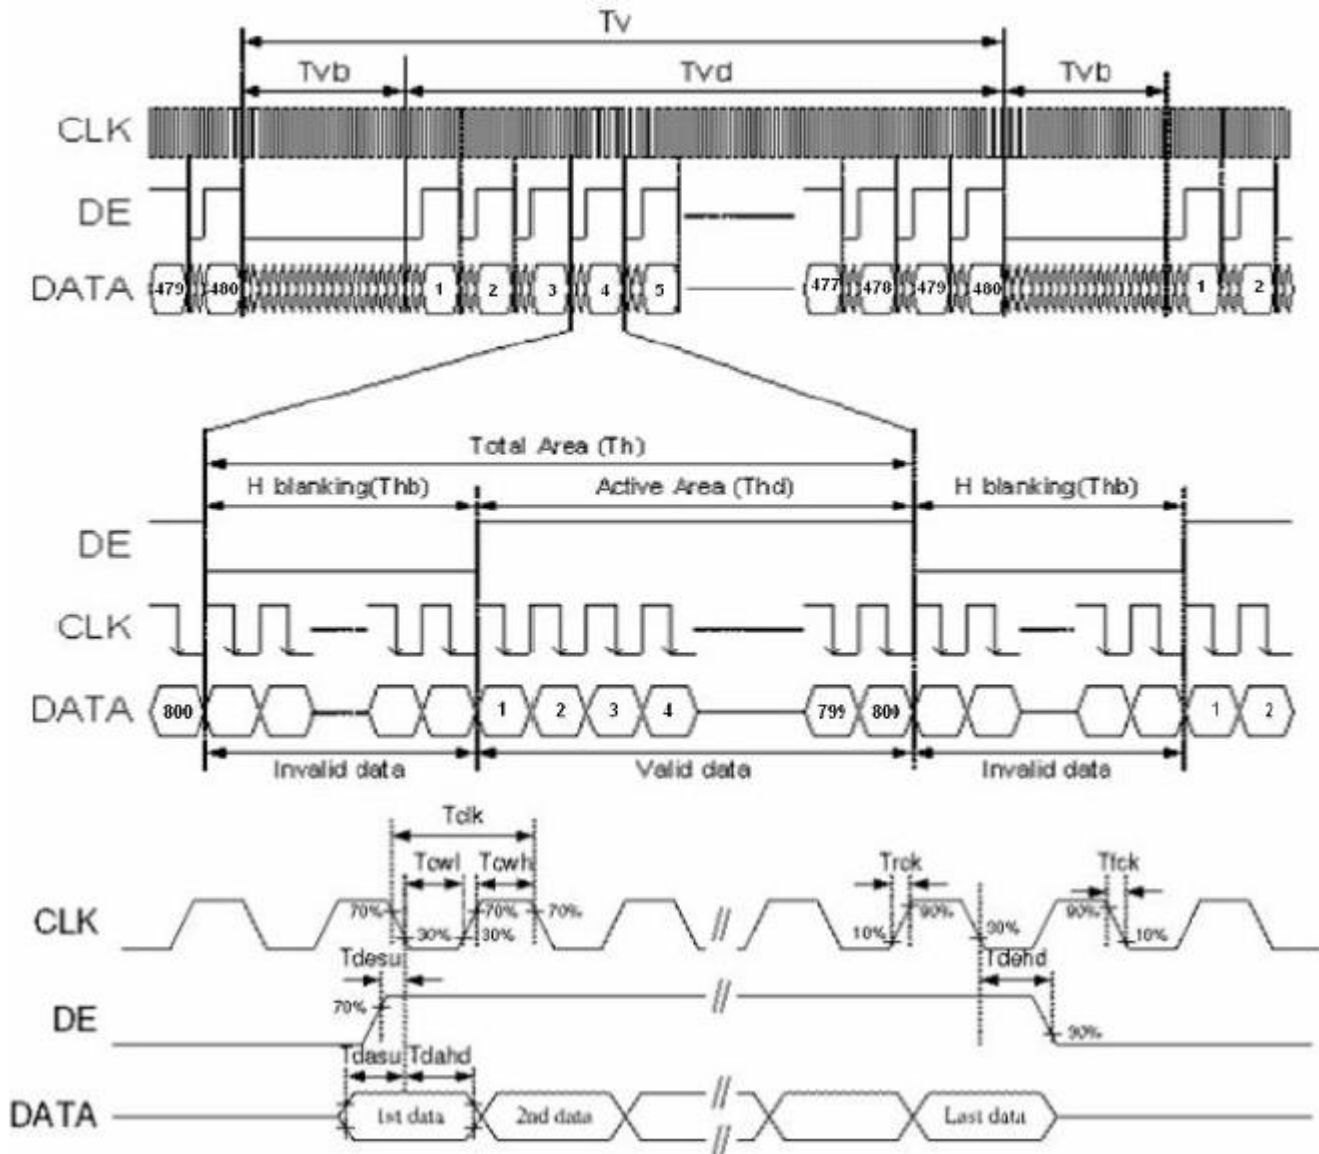 Tv
Tvb Tvd Tvb
CLK
DE
DATA 479 480 1 2 3 4 5 477 478 479 480 1 2
Total Area (Th)
H blanking(Thb) Active Area (Thd) H blanking(Thb)
DE
CLK
DATA 800 1 2 3 4 799 800 1 2
Invalid data Valid data Invalid data
Tclk
Tcwl Tcwh Trck Tfck
CLK 70% 70% 70% 90% 90%
30% 30% 10% 30% 10%
Tdesu Tdehd
70%
DE 30%
Tdasu Tdahd
DATA 1st data 2nd data Last data